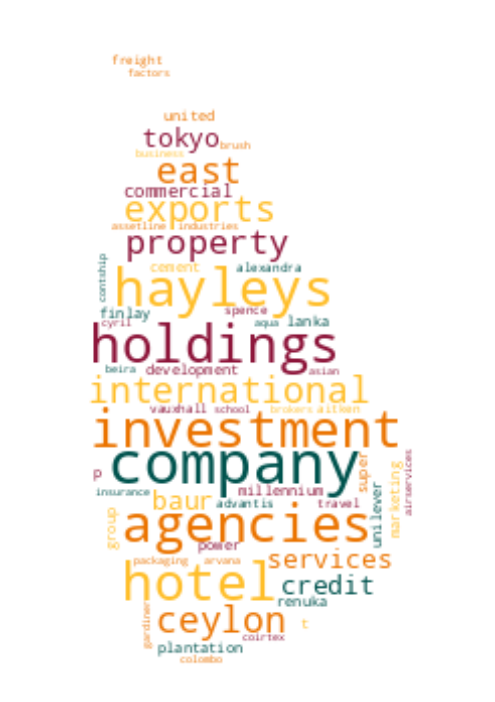 freight
factors
united
tokyo brush
business
east
commercial
exports
assetline industries
property
cement alexandra
contship
hayleys
spence
finlay
cyril aqua lanka
holdings
beira development asian
international
vauxhall school brokers aitken
investment
company
p super marketing airservices
insurance millennium
baur advantis travel unilever
group agencies
power
packaging arvana services
hotel credit
renuka
gardiner ceylon t
coirtex
plantation
colombo